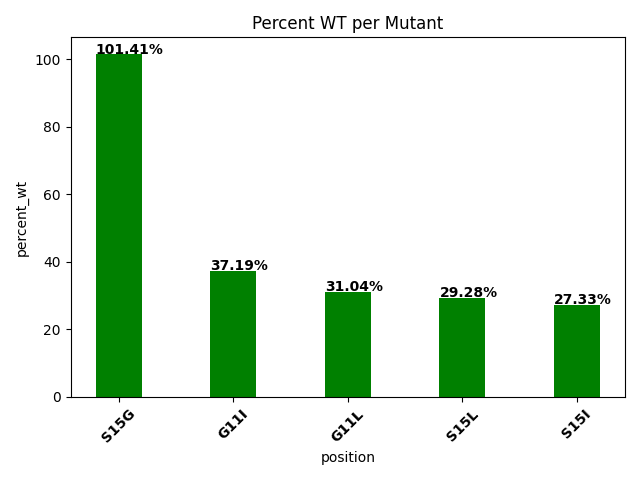 Percent WT per Mutant
percent_wt
100
80
60
40
20
0
101.41%
37.19%
31.04%
29.28%
27.33%
S15G
G11I
G11L
S15L
S15I
position